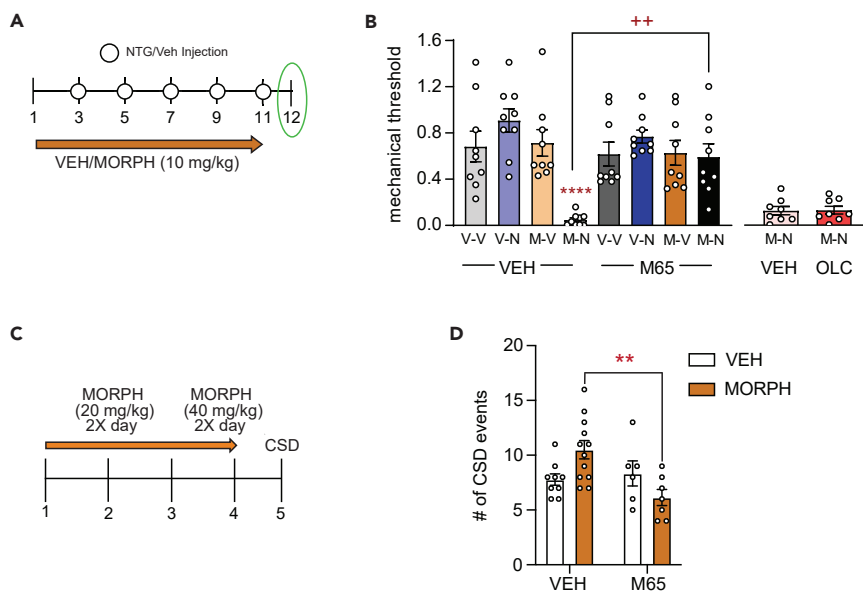 A
NTG/Veh Injection
1 3 5 7 9 11 12
VEH/MORPH (10 mg/kg)
B
mechanical threshold
1.6
1.2
0.8
0.4
0.0
++
****
V-V V-N M-V M-N V-V V-N M-V M-N M-N M-N
VEH M65 VEH OLC
C
MORPH MORPH
(20 mg/kg) (40 mg/kg)
2X day 2X day
CSD
1 2 3 4 5
D
# of CSD events
20
15
10
5
0
**
VEH
MORPH
VEH M65